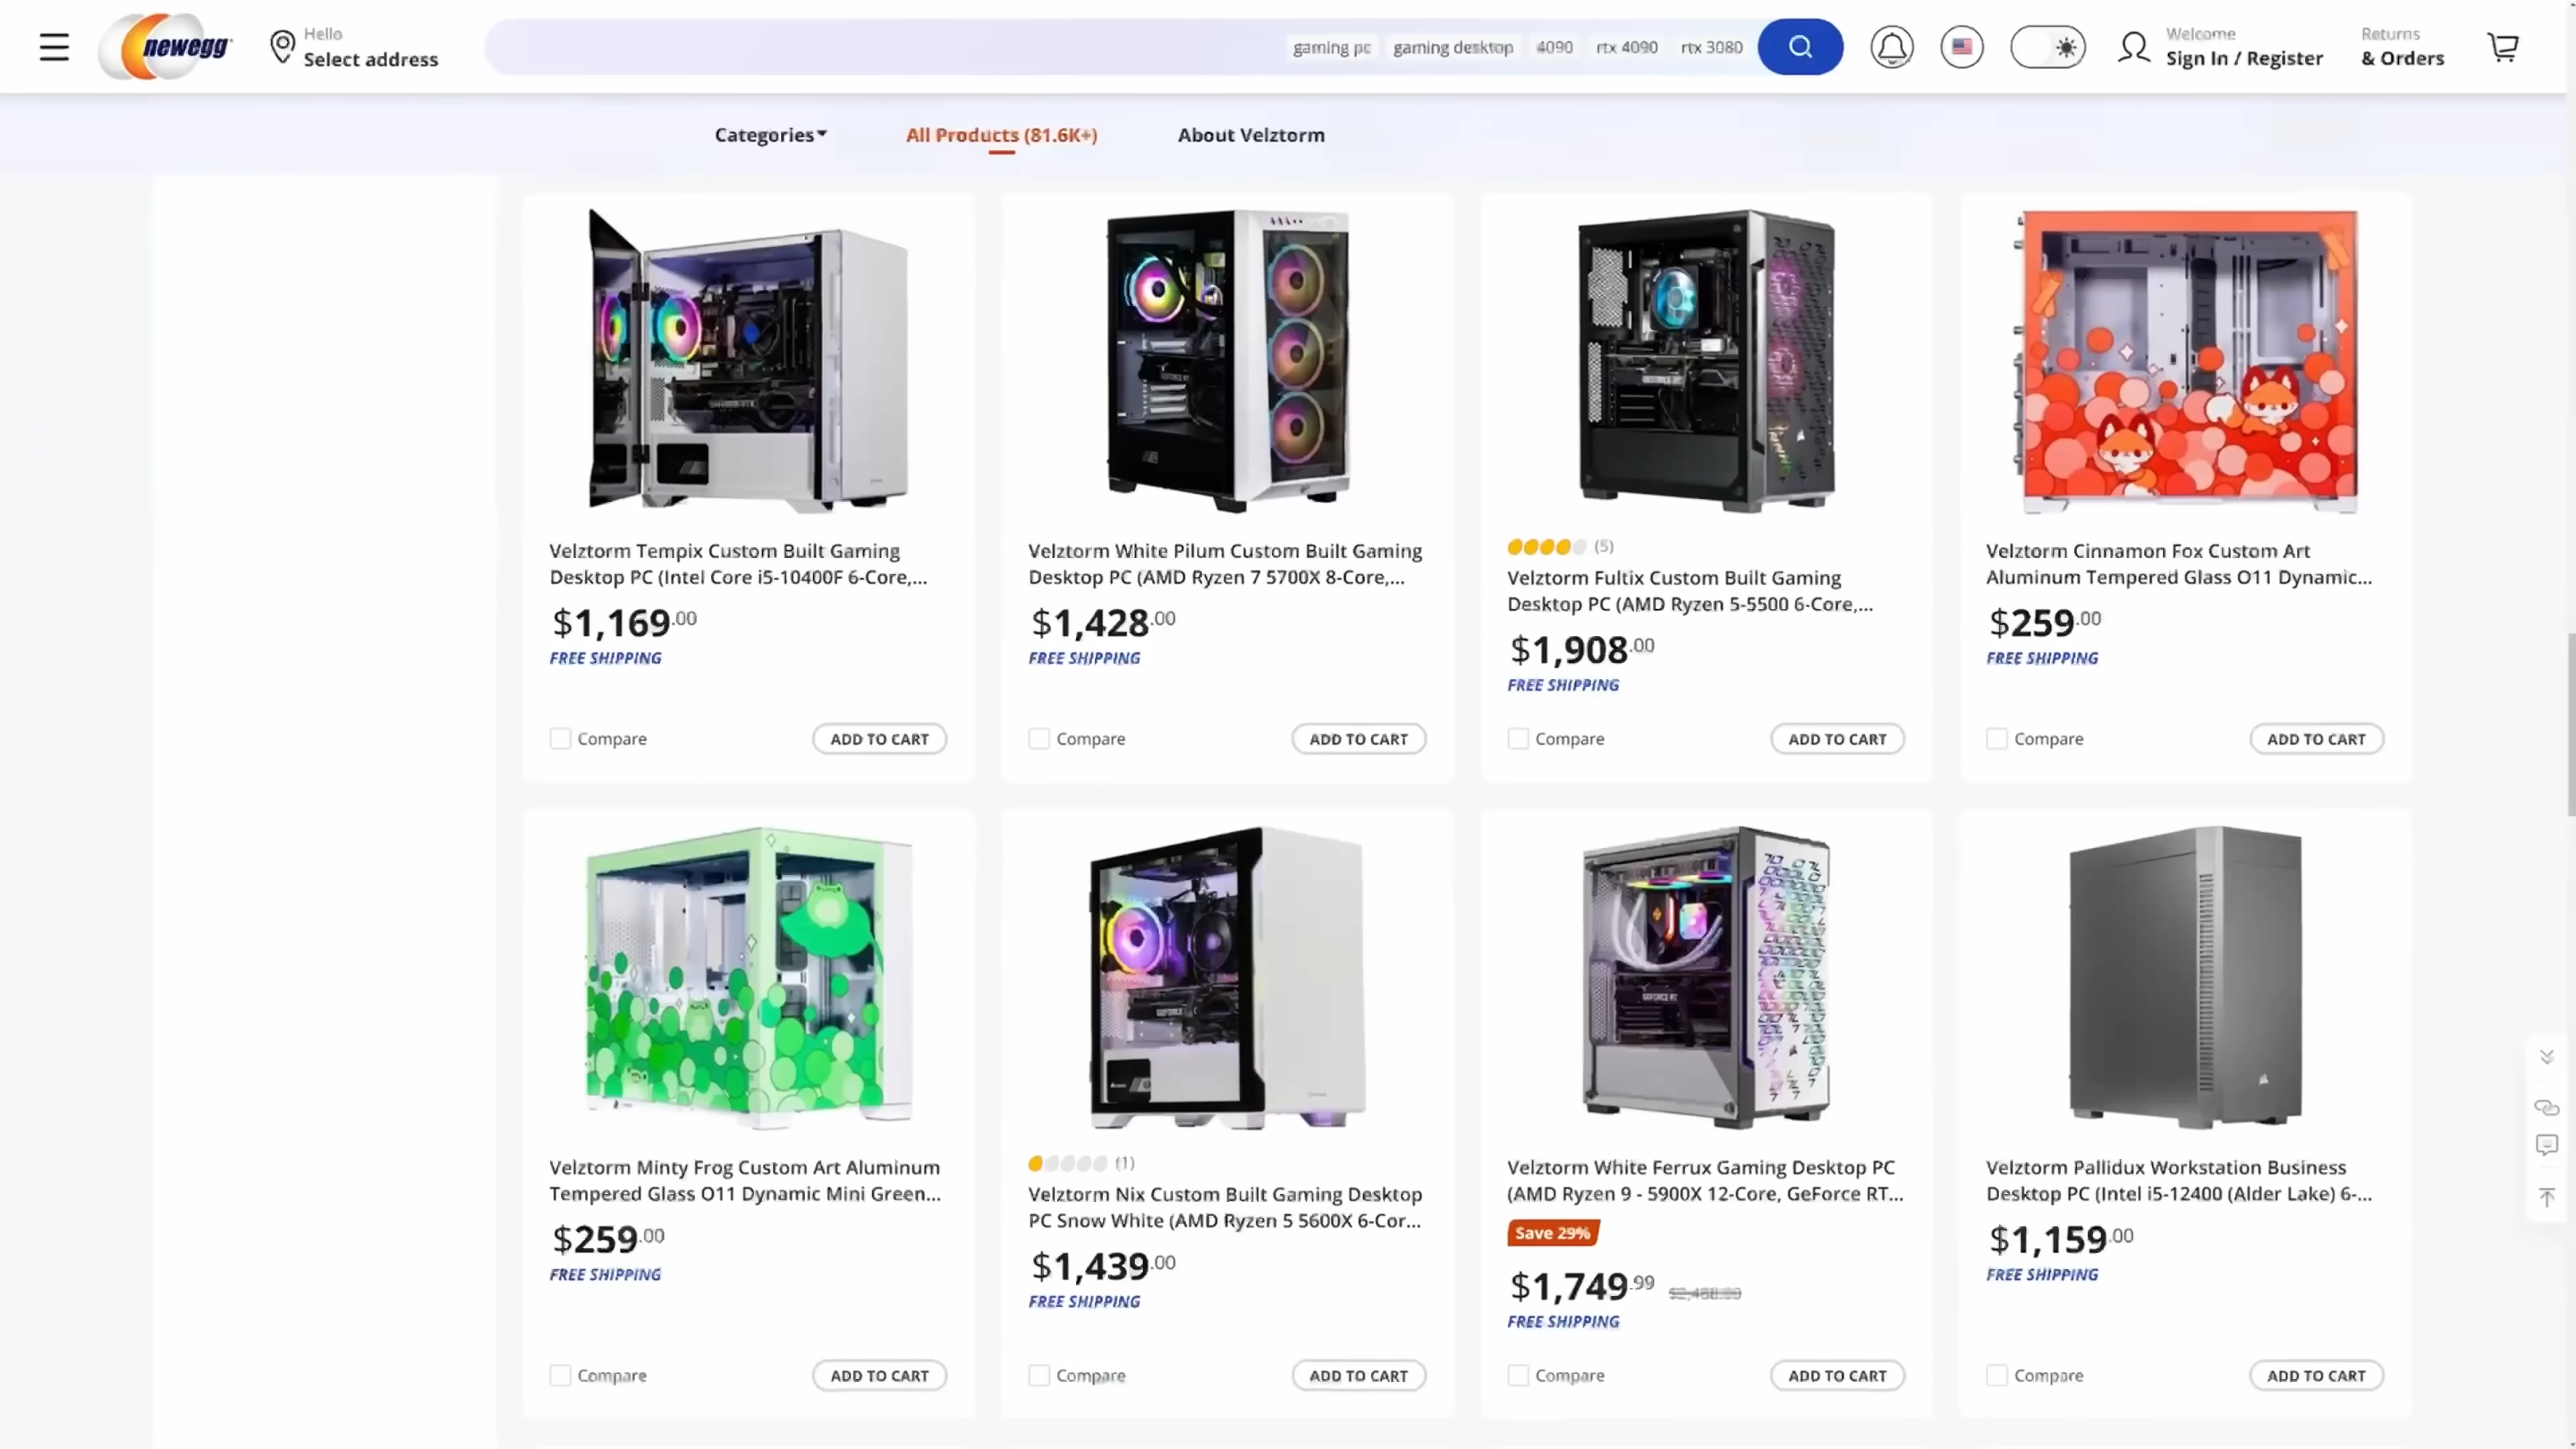 newegg
Hello
Select address
gaming pc
gaming desktop
4090
rtx 4090
rtx 3080
Welcome
Sign In / Register
Returns
& Orders
Categories
All Products (81.6K+)
About Velztorm
Velztorm Tempix Custom Built Gaming
Desktop PC (Intel Core i5-10400F 6-Core,...
$1,169.00
FREE SHIPPING
Compare
ADD TO CART
Velztorm White Pilum Custom Built Gaming
Desktop PC (AMD Ryzen 7 5700X 8-Core,...
$1,428.00
FREE SHIPPING
Compare
ADD TO CART
(5)
Velztorm Fultix Custom Built Gaming
Desktop PC (AMD Ryzen 5-5500 6-Core,...
$1,908.00
FREE SHIPPING
Compare
ADD TO CART
Velztorm Cinnamon Fox Custom Art
Aluminum Tempered Glass O11 Dynamic...
$259.00
FREE SHIPPING
Compare
ADD TO CART
Velztorm Minty Frog Custom Art Aluminum
Tempered Glass O11 Dynamic Mini Green...
$259.00
FREE SHIPPING
Compare
ADD TO CART
(1)
Velztorm Nix Custom Built Gaming Desktop
PC Snow White (AMD Ryzen 5 5600X 6-Cor...
$1,439.00
FREE SHIPPING
Compare
ADD TO CART
GEFORCE RT
Velztorm White Ferrux Gaming Desktop PC
(AMD Ryzen 9 - 5900X 12-Core, GeForce RT...
Save 29%
$1,749.99
FREE SHIPPING
Compare
ADD TO CART
Velztorm Pallidux Workstation Business
Desktop PC (Intel i5-12400 (Alder Lake) 6-...
$1,159.00
FREE SHIPPING
Compare
ADD TO CART